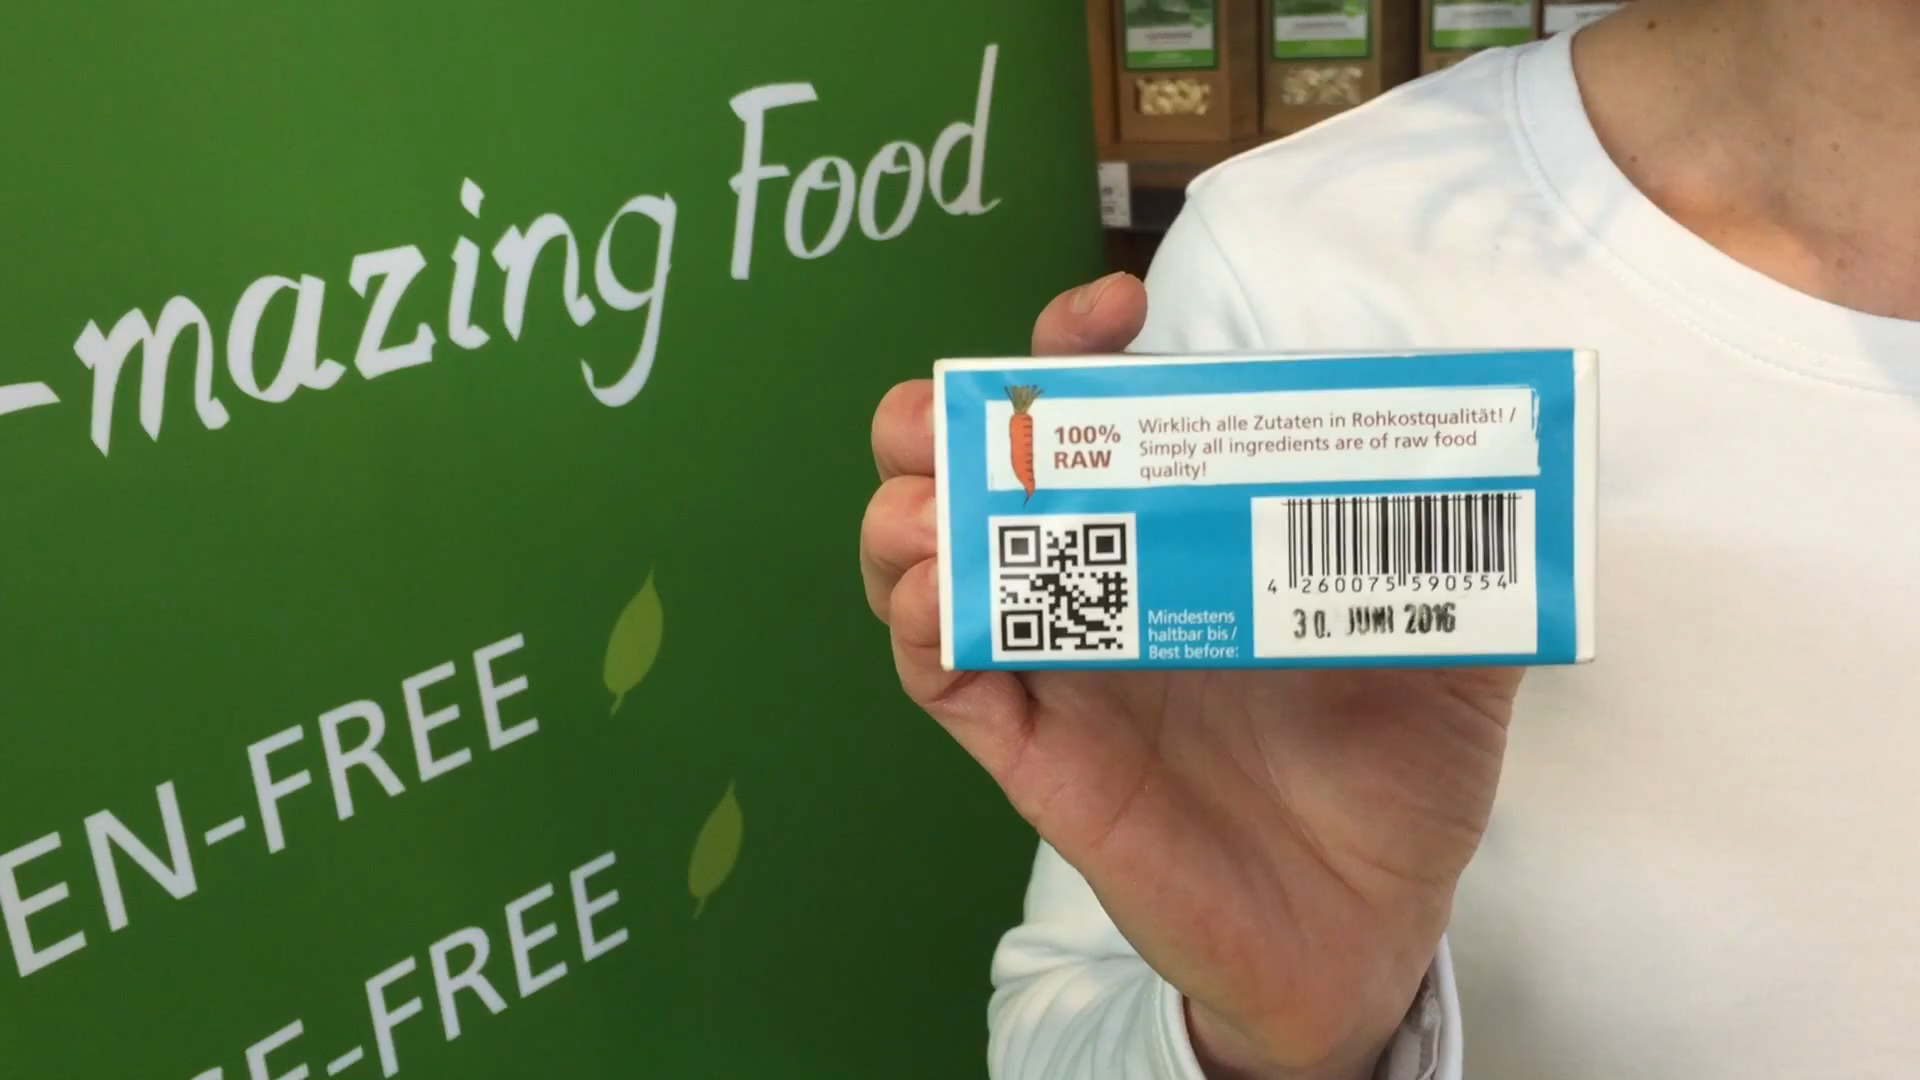 -mazing Food
EN-FREE
E-FREE
100%
RAW
Wirklich alle Zutaten in Rohkostqualität! /
Simply all ingredients are of raw food
quality!
4 260075 590554
30. JUNI 2016
Mindestens
haltbar bis /
Best before: